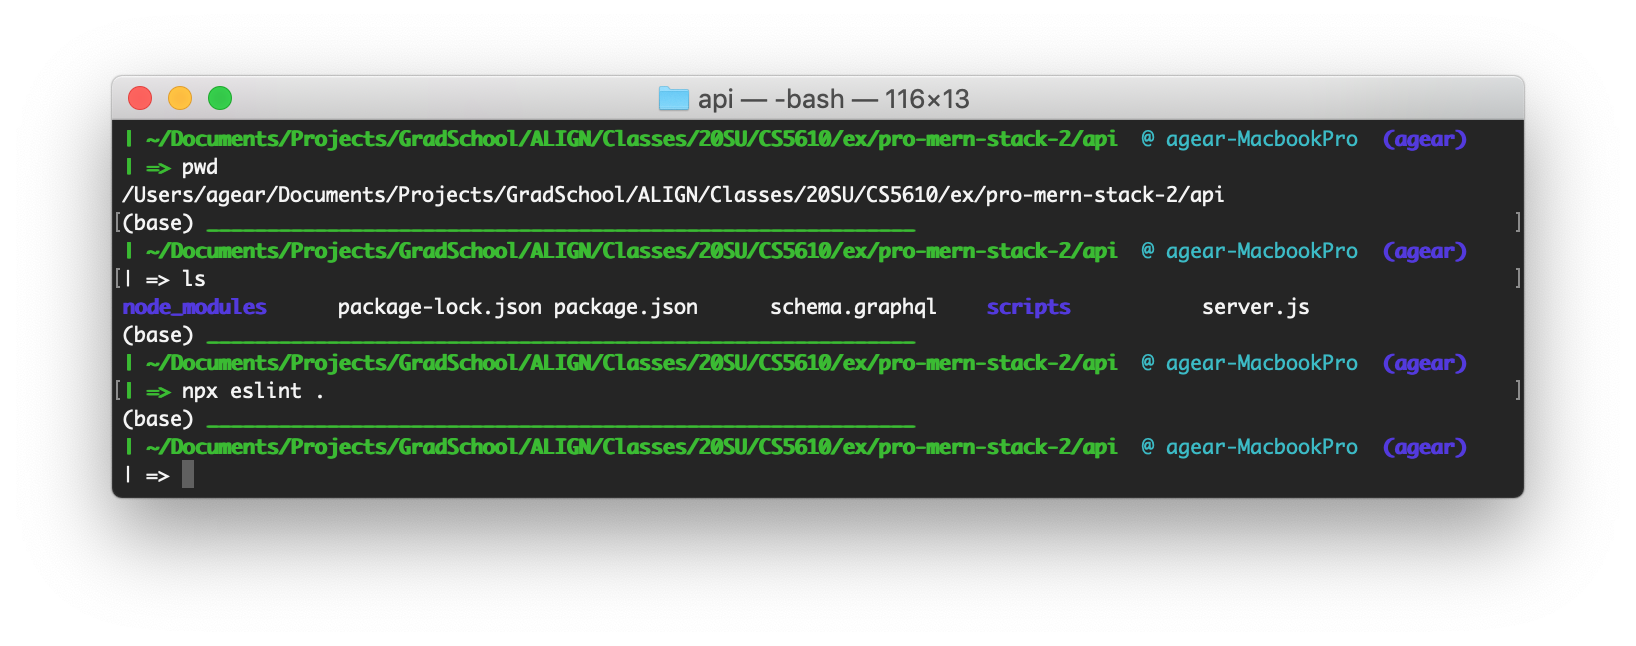 api — -bash — 116×13
| ~/Documents/Projects/GradSchool/ALIGN/Classes/20SU/CS5610/ex/pro-mern-stack-2/api @ agear-MacbookPro (agear)
| => pwd
/Users/agear/Documents/Projects/GradSchool/ALIGN/Classes/20SU/CS5610/ex/pro-mern-stack-2/api
[(base) ___________________________________________________________ ]
| ~/Documents/Projects/GradSchool/ALIGN/Classes/20SU/CS5610/ex/pro-mern-stack-2/api @ agear-MacbookPro (agear)
[| => ls ]
node_modules package-lock.json package.json schema.graphql scripts server.js
(base) ___________________________________________________________
| ~/Documents/Projects/GradSchool/ALIGN/Classes/20SU/CS5610/ex/pro-mern-stack-2/api @ agear-MacbookPro (agear)
[| => npx eslint . ]
(base) ___________________________________________________________
| ~/Documents/Projects/GradSchool/ALIGN/Classes/20SU/CS5610/ex/pro-mern-stack-2/api @ agear-MacbookPro (agear)
| =>